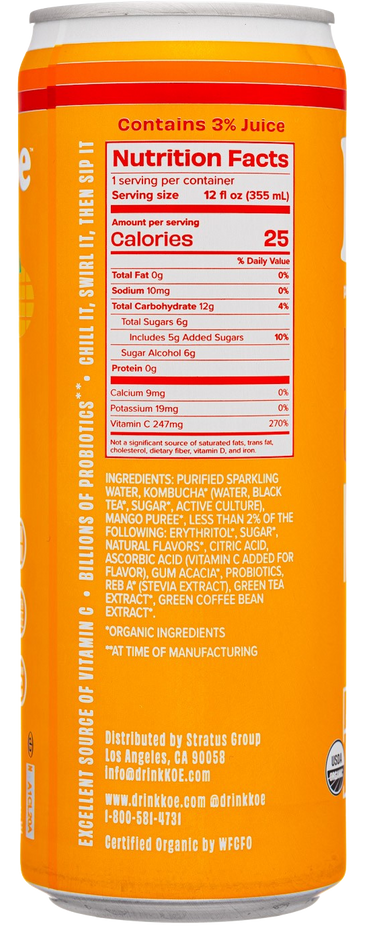 Contains 3% Juice
Nutrition Facts
1 serving per container
Serving size 12 fl oz (355 mL)
Amount per serving
Calories 25
% Daily Value
Total Fat 0g 0%
Sodium 10mg 0%
Total Carbohydrate 12g 4%
Total Sugars 6g
Includes 5g Added Sugars 10%
Sugar Alcohol 6g
Protein 0g
Calcium 9mg 0%
Potassium 19mg 0%
Vitamin C 247mg 270%
Not a significant source of saturated fats, trans fat,
cholesterol, dietary fiber, vitamin D, and iron.
INGREDIENTS: PURIFIED SPARKLING
WATER, KOMBUCHA* (WATER, BLACK
TEA*, SUGAR*, ACTIVE CULTURE),
MANGO PUREE*, LESS THAN 2% OF THE
FOLLOWING: ERYTHRITOL*, SUGAR*,
NATURAL FLAVORS*, CITRIC ACID,
ASCORBIC ACID (VITAMIN C ADDED FOR
FLAVOR), GUM ACACIA*, PROBIOTICS,
REB A* (STEVIA EXTRACT), GREEN TEA
EXTRACT*, GREEN COFFEE BEAN
EXTRACT*.
*ORGANIC INGREDIENTS
**AT TIME OF MANUFACTURING
Distributed by Stratus Group
Los Angeles, CA 90058
info@drinkKOE.com
www.drinkkoe.com @drinkkoe
1-800-581-4731
Certified Organic by WFCFO
EXCELLENT SOURCE OF VITAMIN C • BILLIONS OF PROBIOTICS** • CHILL IT, SWIRL IT, THEN SIP IT
e™
USDA